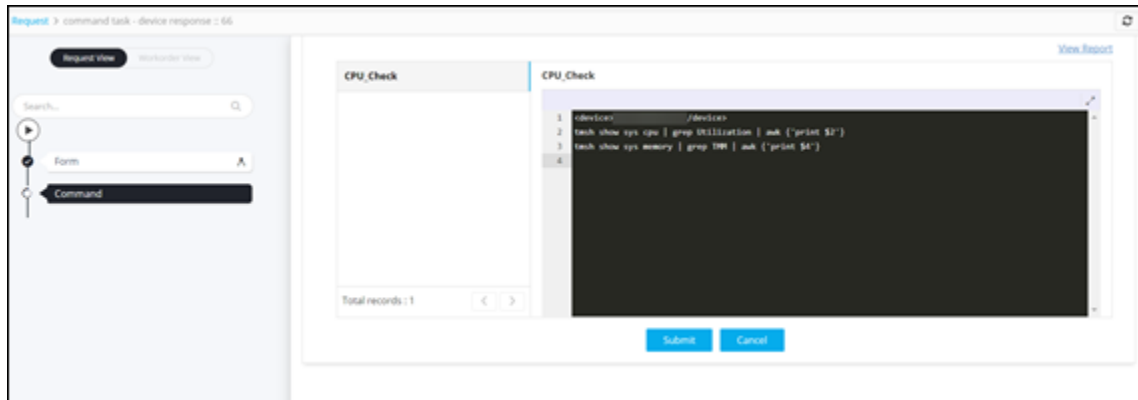 Request > command task - device response :: 66
Request View Workorder View
View Report
Search...
Form
Command
CPU_Check
Total records : 1
CPU_Check
1 <device> /device>
2 tmsh show sys cpu | grep Utilization | awk {'print $2'}
3 tmsh show sys memory | grep TMM | awk {'print $4'}
4
Submit Cancel